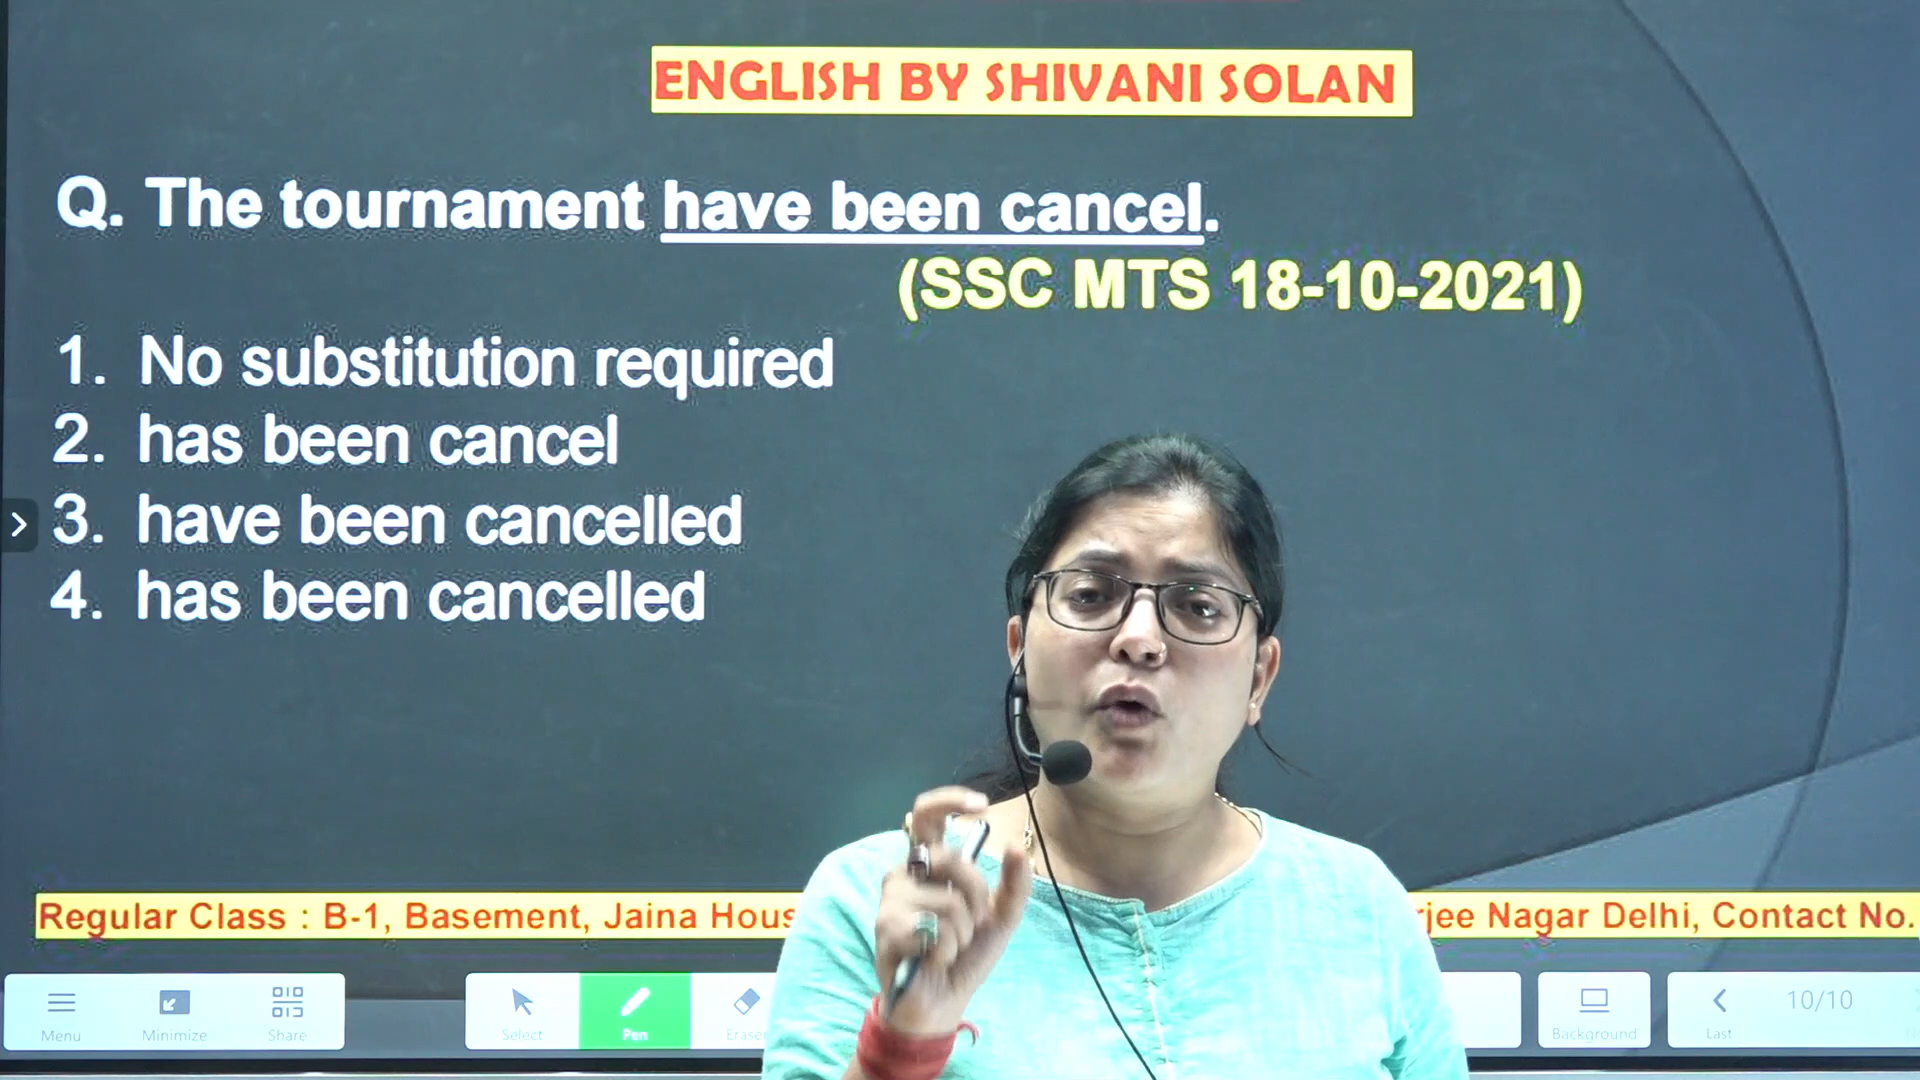 ENGLISH BY SHIVANI SOLAN
Q. The tournament have been cancel.
(SSC MTS 18-10-2021)
1. No substitution required
2. has been cancel
3. have been cancelled
4. has been cancelled
Regular Class : B-1, Basement, Jaina Nagar Delhi, Contact No.
Menu Minimize Share Select Pen Background Last 10/10